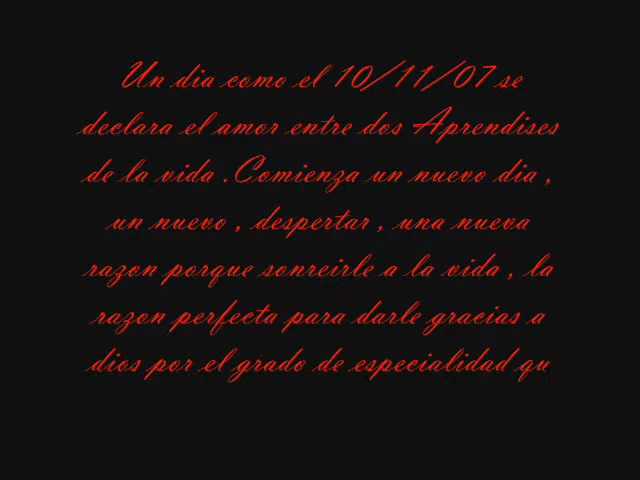 Un dia como el 10/11/07 se
declara el amor entre dos Aprendises
de la vida .Comienza un nuevo dia ,
un nuevo , despertar , una nueva
razon porque sonreirle a la vida , la
razon perfecta para darle gracias a
dios por el grado de especialidad qu